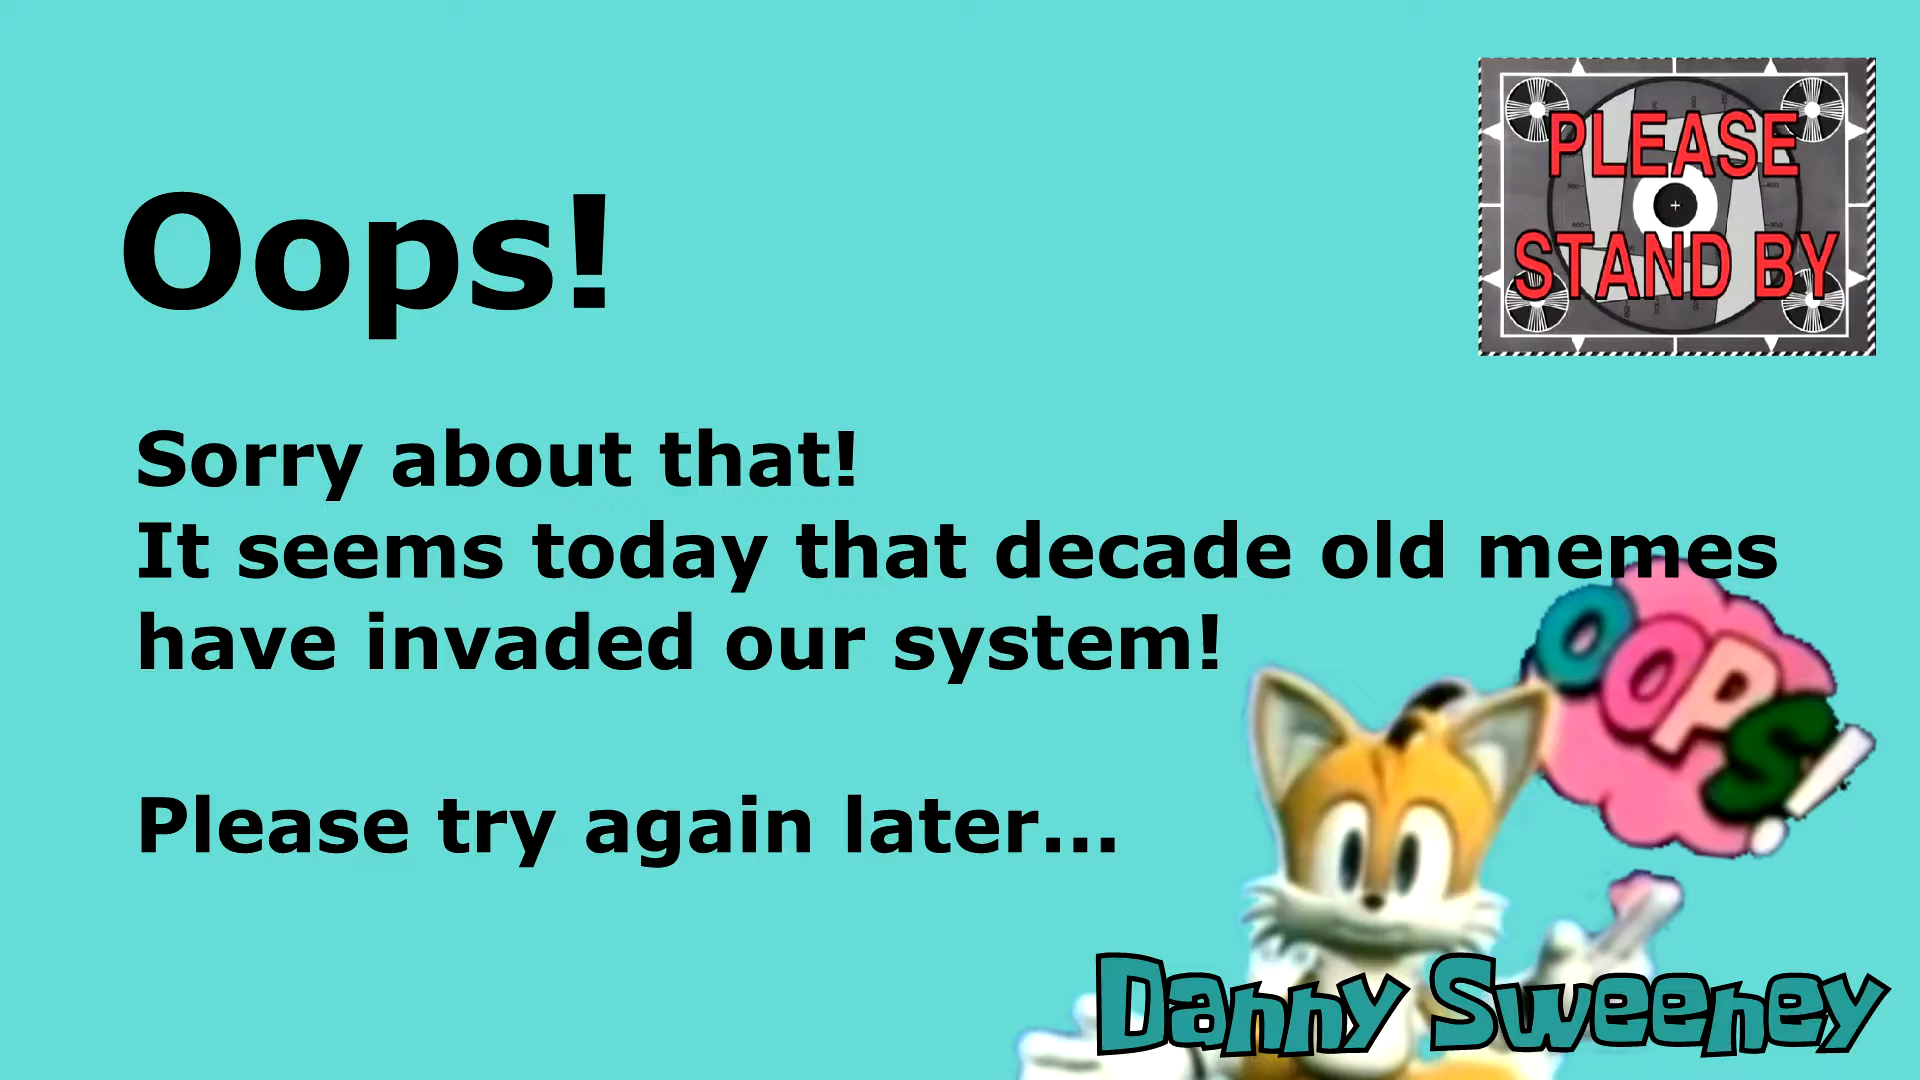 PLEASE
STAND BY
Oops!
Sorry about that!
It seems today that decade old memes
have invaded our system!
Please try again later...
OOPS!
Danny Sweeney